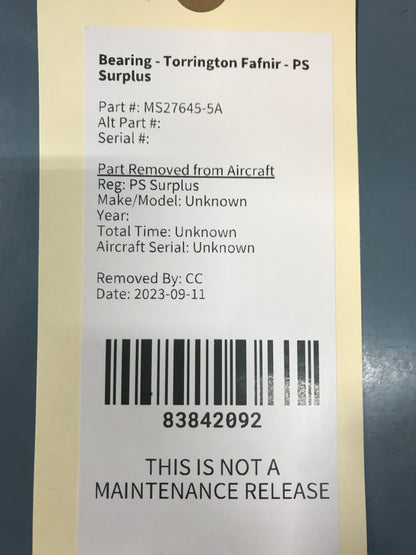 Bearing - Torrington Fafnir - PS
Surplus
Part #: MS27645-5A
Alt Part #:
Serial #:
Part Removed from Aircraft
Reg: PS Surplus
Make/Model: Unknown
Year:
Total Time: Unknown
Aircraft Serial: Unknown
Removed By: CC
Date: 2023-09-11
83842092
THIS IS NOT A
MAINTENANCE RELEASE